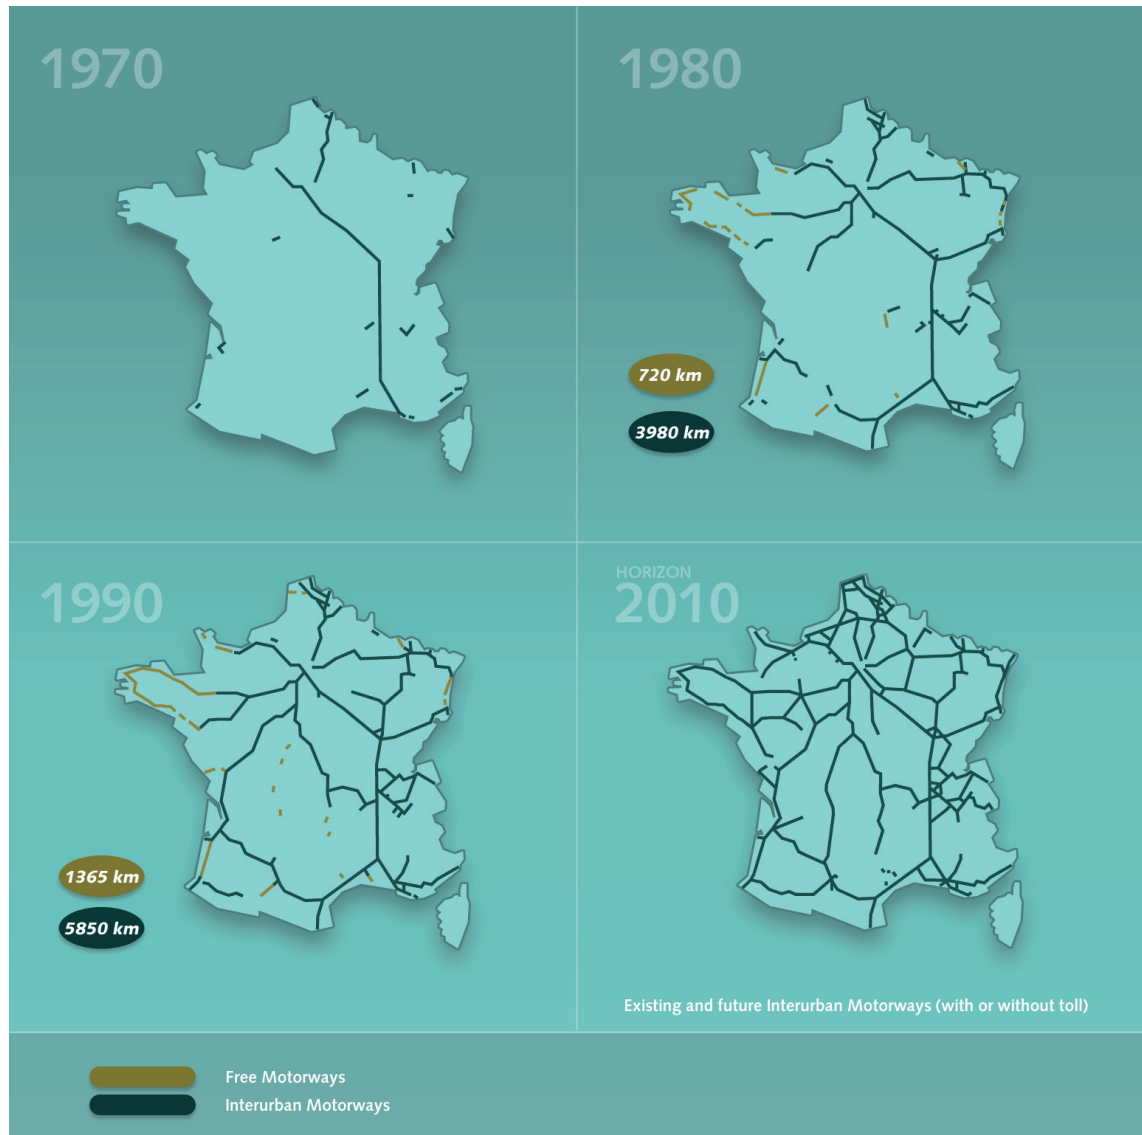 1970
1980
720 km
3980 km
1990
1365 km
5850 km
HORIZON
2010
Existing and future Interurban Motorways (with or without toll)
Free Motorways
Interurban Motorways